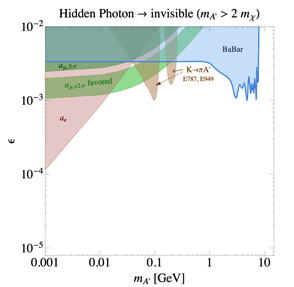 Hidden Photon → invisible (mA' > 2 mχ)
10⁻²
10⁻³
10⁻⁴
10⁻⁵
ϵ
aμ,5σ
aμ,±2σ favored
ae
K→πA'
E787, E949
BaBar
0.001
0.01
0.1
1
10
mA' [GeV]